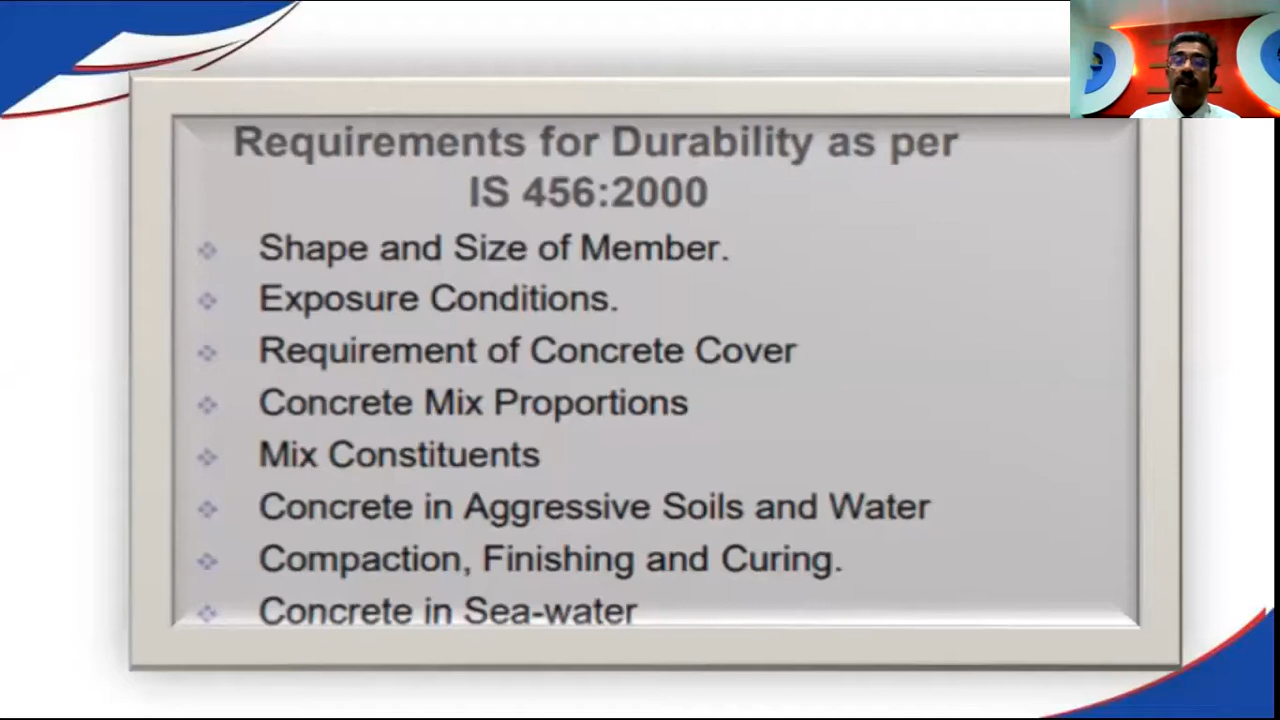 Requirements for Durability as per
IS 456:2000
Shape and Size of Member.
Exposure Conditions.
Requirement of Concrete Cover
Concrete Mix Proportions
Mix Constituents
Concrete in Aggressive Soils and Water
Compaction, Finishing and Curing.
Concrete in Sea-water